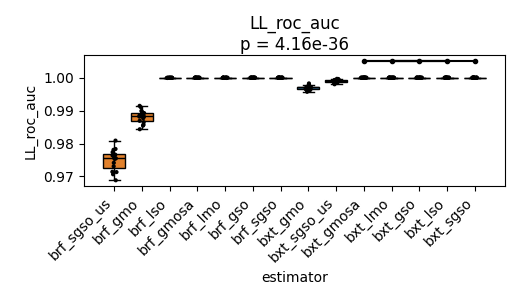 LL_roc_auc
p = 4.16e-36
LL_roc_auc
1.00
0.99
0.98
0.97
brf_sgso_us
brf_gmo
brf_lso
brf_gmosa
brf_lmo
brf_gso
brf_sgso
bxt_gmo
bxt_sgso_us
bxt_gmosa
bxt_lmo
bxt_gso
bxt_lso
bxt_sgso
estimator